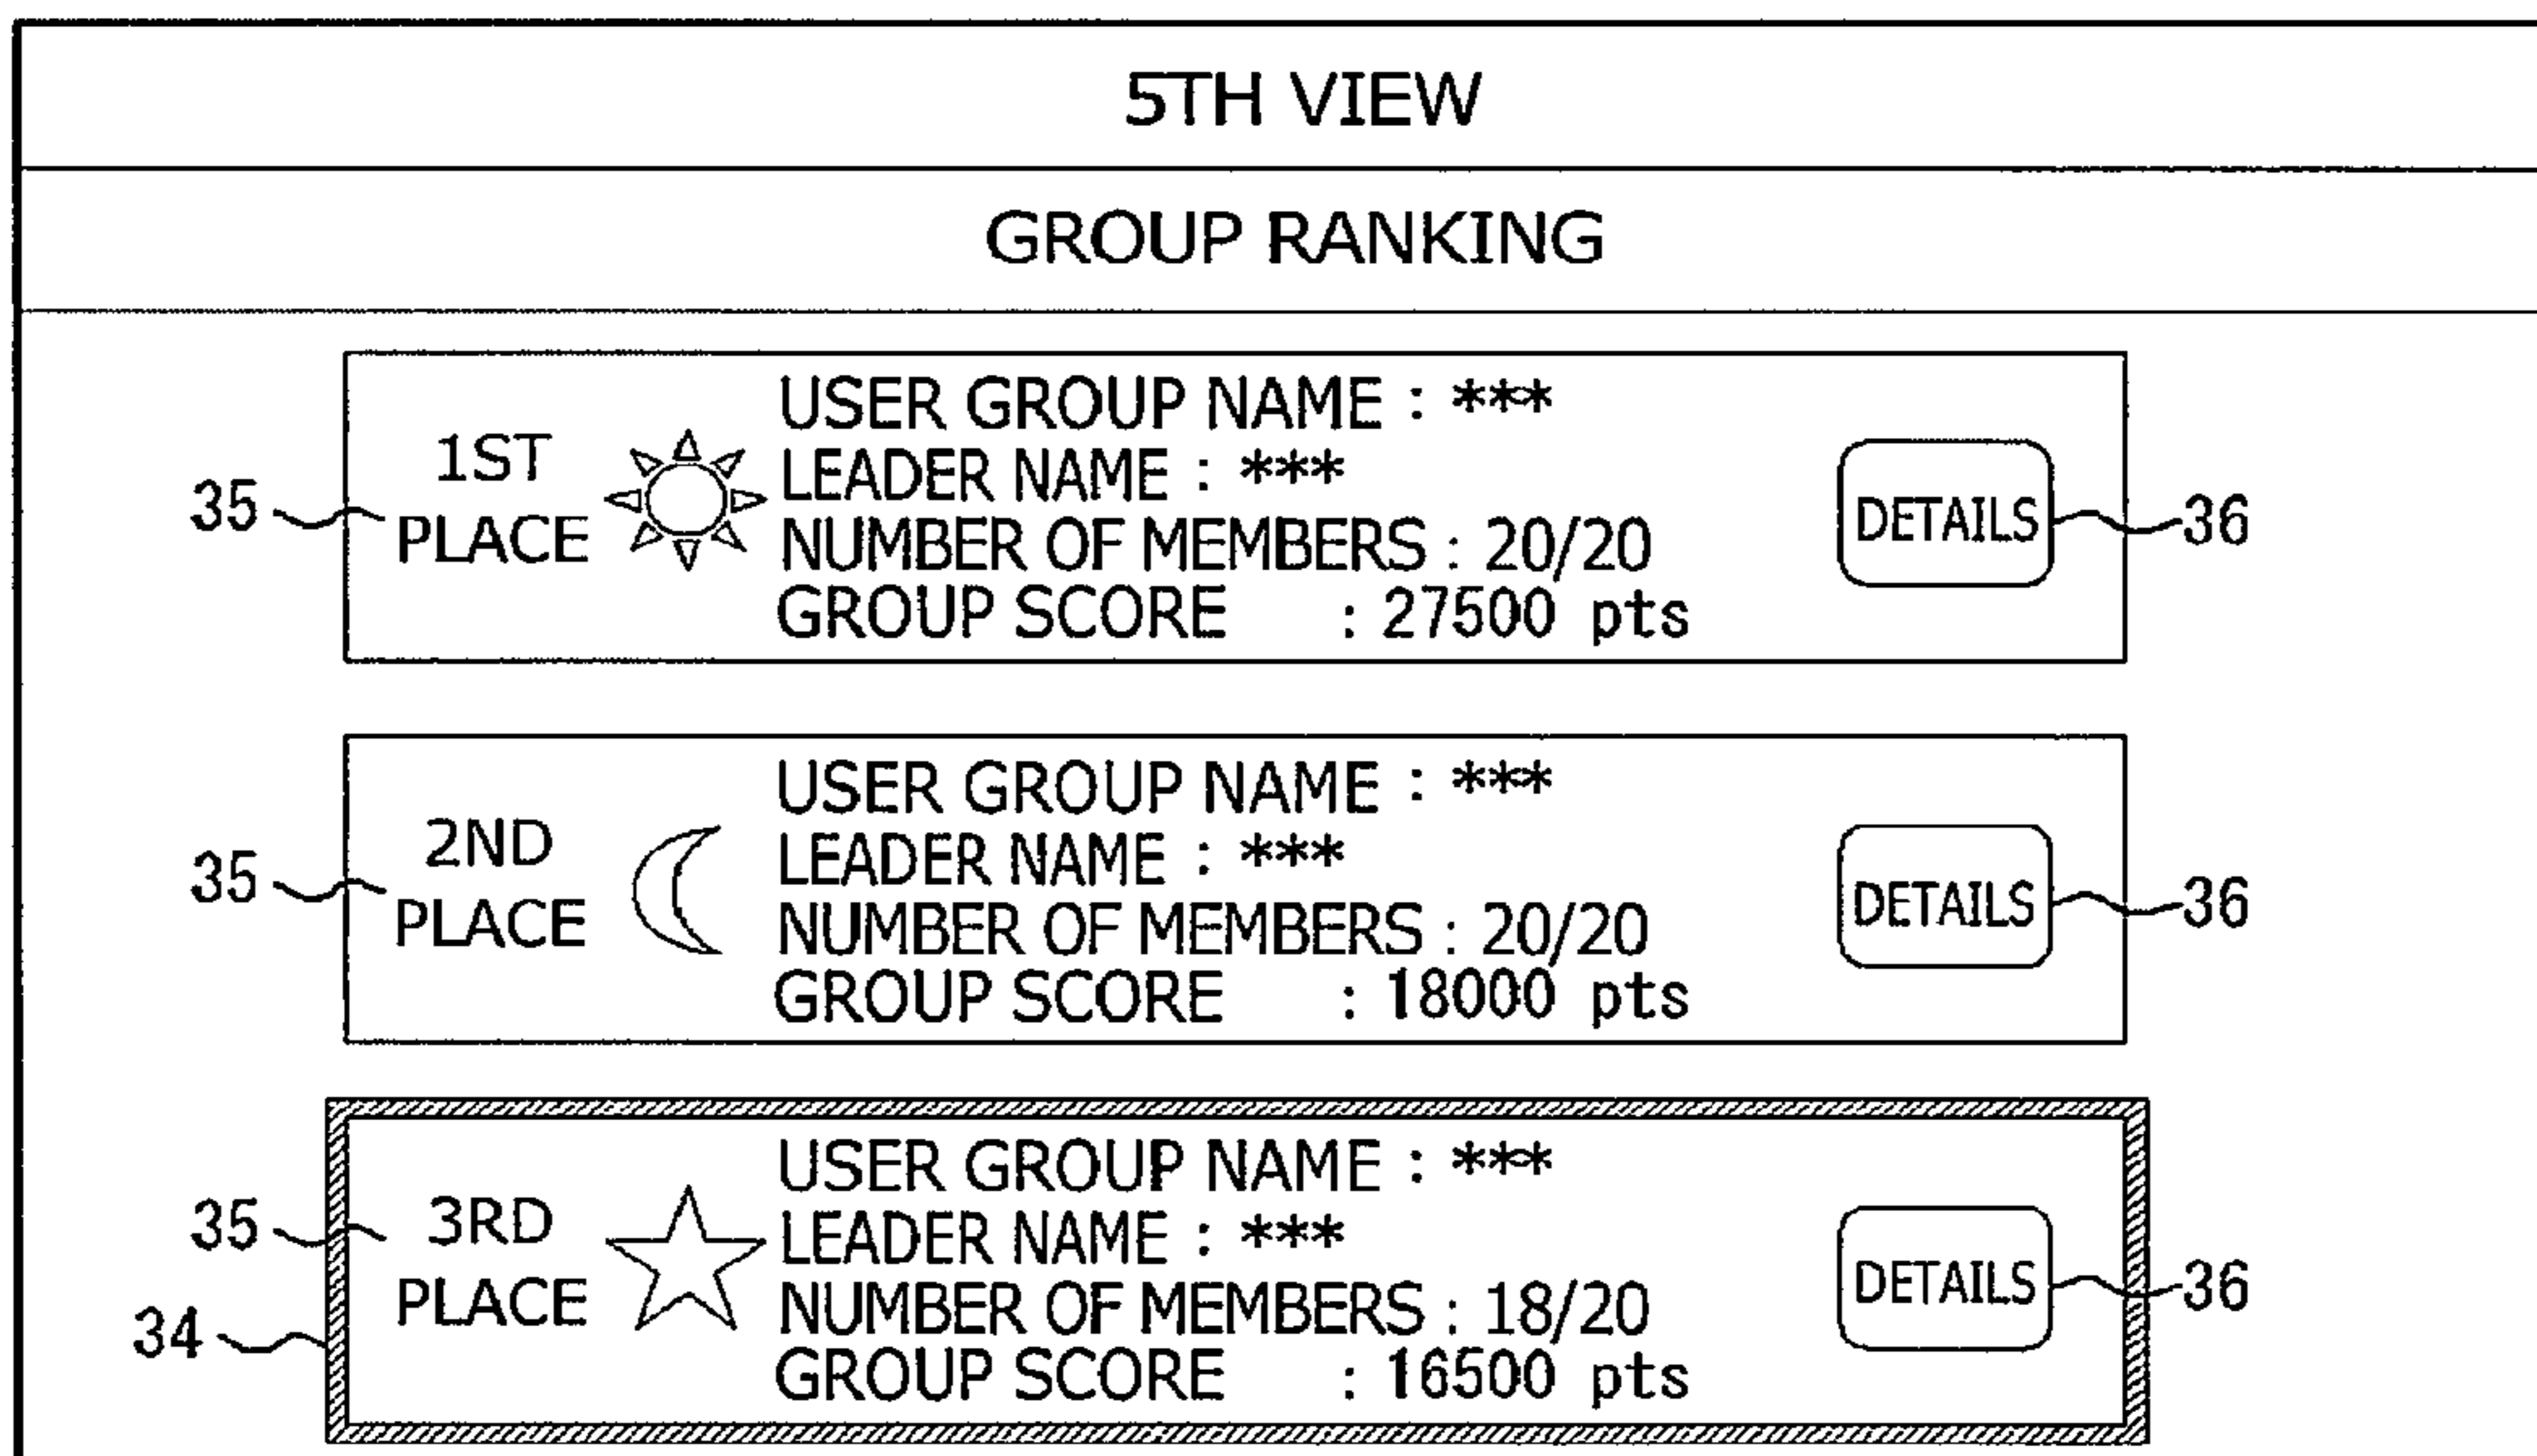 5TH VIEW
GROUP RANKING
USER GROUP NAME : ***
1ST
LEADER NAME : ***
35
PLACE
NUMBER OF MEMBERS : 20/20
DETAILS
36
GROUP SCORE : 27500 pts
USER GROUP NAME : ***
2ND
LEADER NAME : ***
35
PLACE
NUMBER OF MEMBERS : 20/20
DETAILS
36
GROUP SCORE : 18000 pts
USER GROUP NAME : ***
35
3RD
LEADER NAME : ***
PLACE
NUMBER OF MEMBERS : 18/20
DETAILS
36
34
GROUP SCORE : 16500 pts